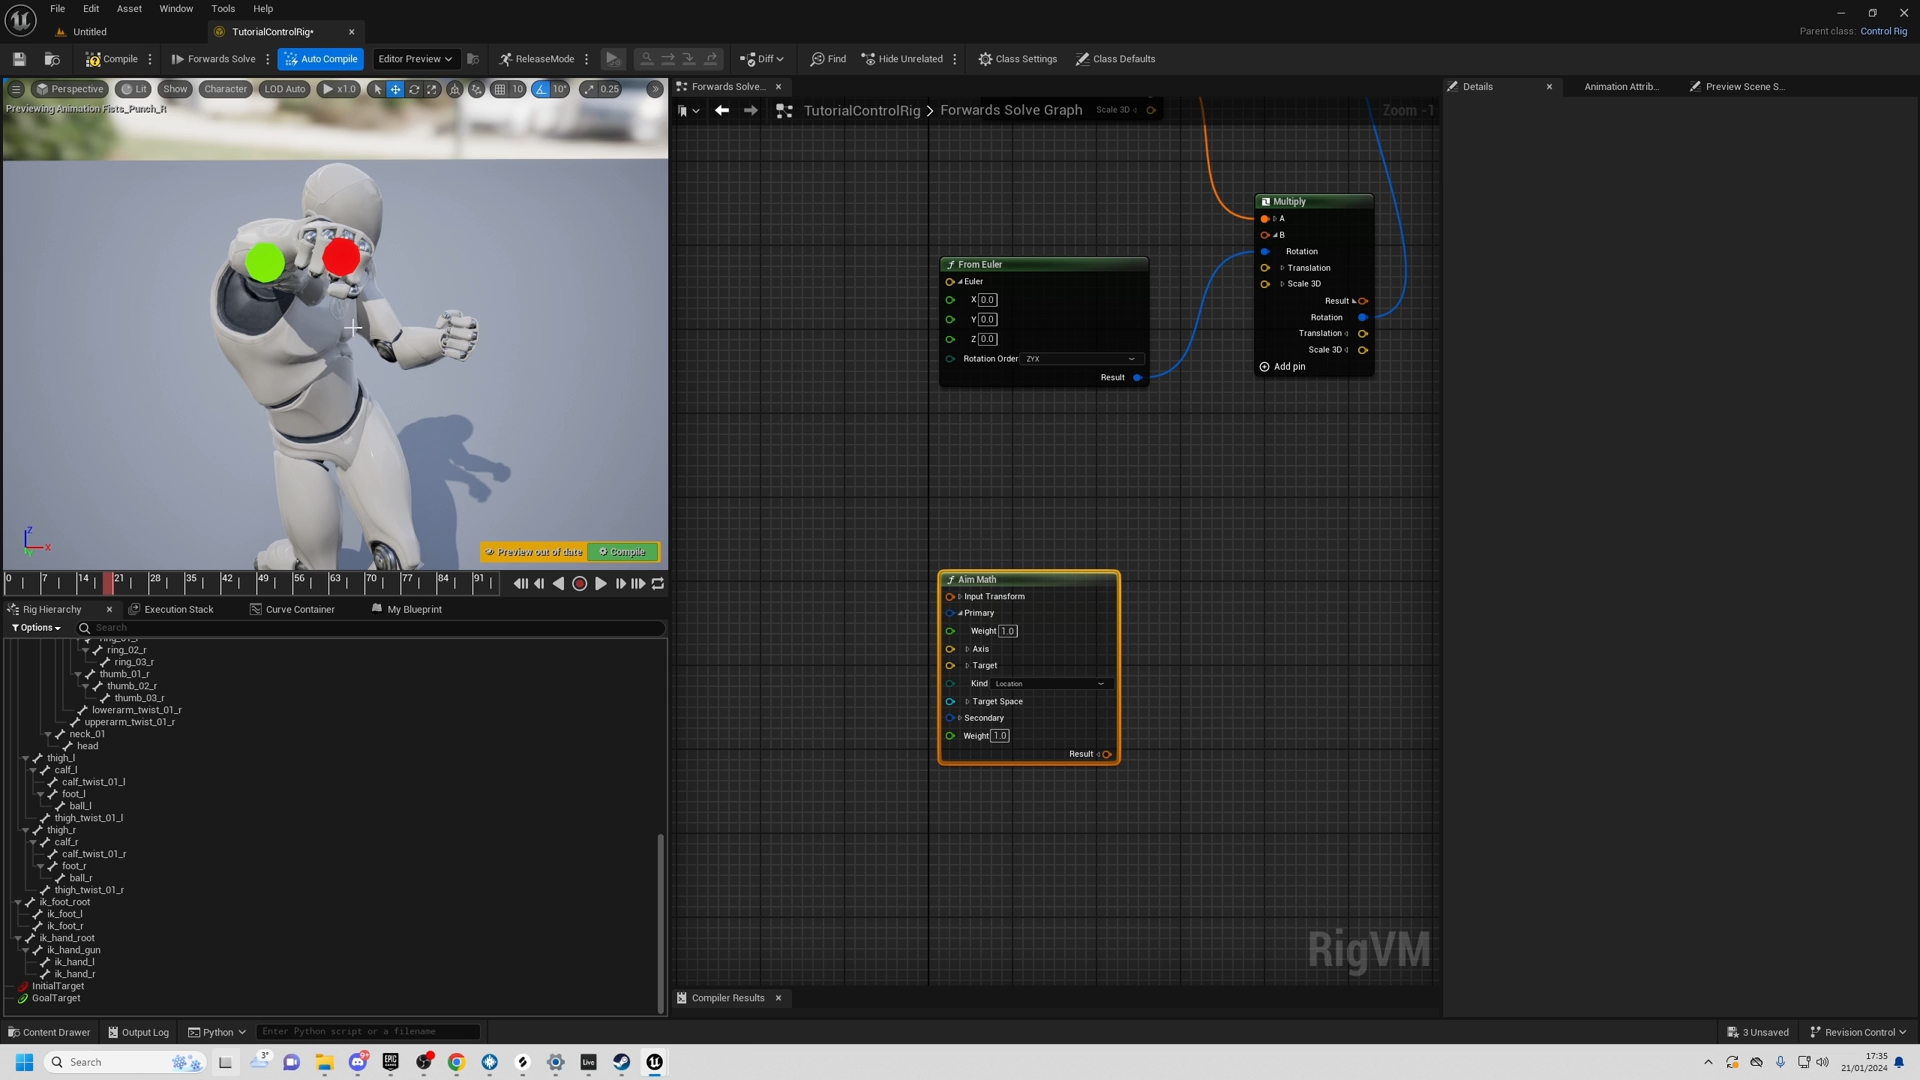 File Edit Asset Window Tools Help
Untitled
TutorialControlRig*
Parent class: Control Rig
Compile
Forwards Solve
Auto Compile
Editor Preview
ReleaseMode
Diff
Find
Hide Unrelated
Class Settings
Class Defaults
Perspective
Lit
Show
Character
LOD Auto
x1.0
10
10°
0.25
Previewing Animation Fists_Punch_R
Z
X
Preview out of date
Compile
0 7 14 21 28 35 42 49 56 63 70 77 84 91
Rig Hierarchy
Execution Stack
Curve Container
My Blueprint
Options
Search
ring_01_r
ring_02_r
ring_03_r
thumb_01_r
thumb_02_r
thumb_03_r
lowerarm_twist_01_r
upperarm_twist_01_r
neck_01
head
thigh_l
calf_l
calf_twist_01_l
foot_l
ball_l
thigh_twist_01_l
thigh_r
calf_r
calf_twist_01_r
foot_r
ball_r
thigh_twist_01_r
ik_foot_root
ik_foot_l
ik_foot_r
ik_hand_root
ik_hand_gun
ik_hand_l
ik_hand_r
InitialTarget
GoalTarget
Forwards Solve...
TutorialControlRig > Forwards Solve Graph
Scale 3D
Zoom -1
From Euler
Euler
X 0.0
Y 0.0
Z 0.0
Rotation Order ZYX
Result
Multiply
A
B
Rotation
Translation
Scale 3D
Result
Rotation
Translation
Scale 3D
Add pin
Aim Math
Input Transform
Primary
Weight 1.0
Axis
Target
Kind Location
Target Space
Secondary
Weight 1.0
Result
RigVM
Compiler Results
Details
Animation Attrib...
Preview Scene S...
Content Drawer
Output Log
Python
Enter Python script or a filename
3 Unsaved
Revision Control
Search
3°
9+
EPIC
Live
17:35
21/01/2024